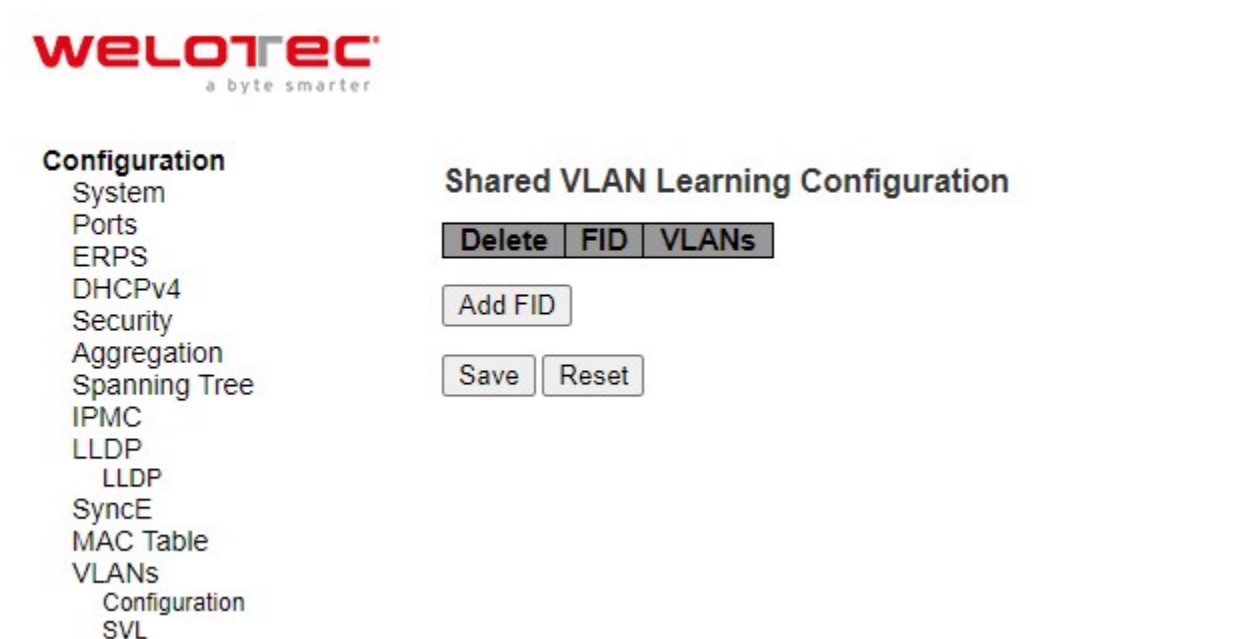 WELOTEC
a byte smarter
Configuration
System
Ports
ERPS
DHCPv4
Security
Aggregation
Spanning Tree
IPMC
LLDP
LLDP
SyncE
MAC Table
VLANs
Configuration
SVL
Shared VLAN Learning Configuration
Delete FID VLANs
Add FID
Save Reset